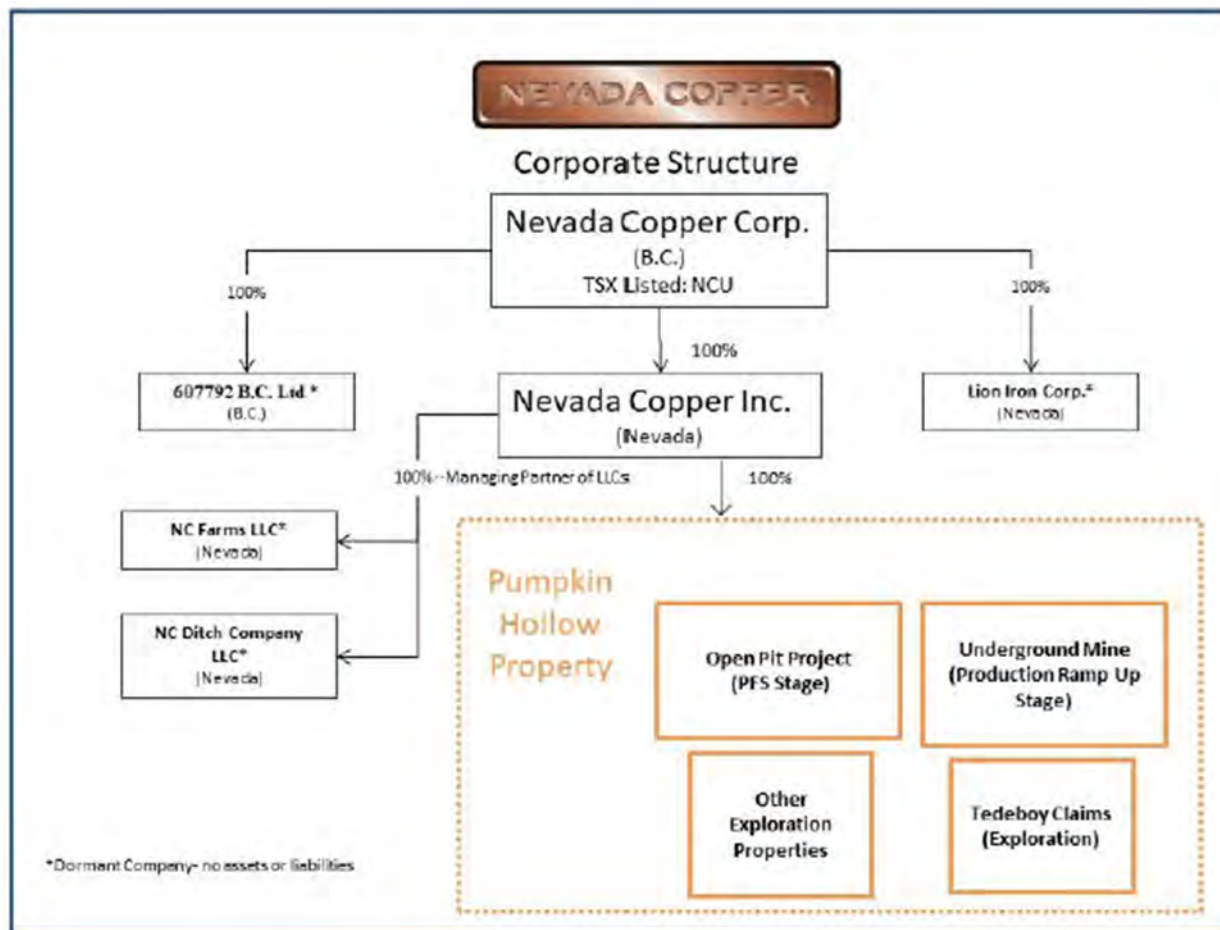 NEVADA COPPER
Corporate Structure
Nevada Copper Corp.
(B.C.)
TSX Listed: NCU
100%
100%
100%
607792 B.C. Ltd *
(B.C.)
Nevada Copper Inc.
(Nevada)
Lion Iron Corp.*
(Nevada)
100%--Managing Partner of LLCs
100%
NC Farms LLC*
(Nevada)
NC Ditch Company
LLC*
(Nevada)
Pumpkin
Hollow
Property
Open Pit Project
(PFS Stage)
Underground Mine
(Production Ramp Up
Stage)
Other
Exploration
Properties
Tedeboy Claims
(Exploration)
*Dormant Company- no assets or liabilities